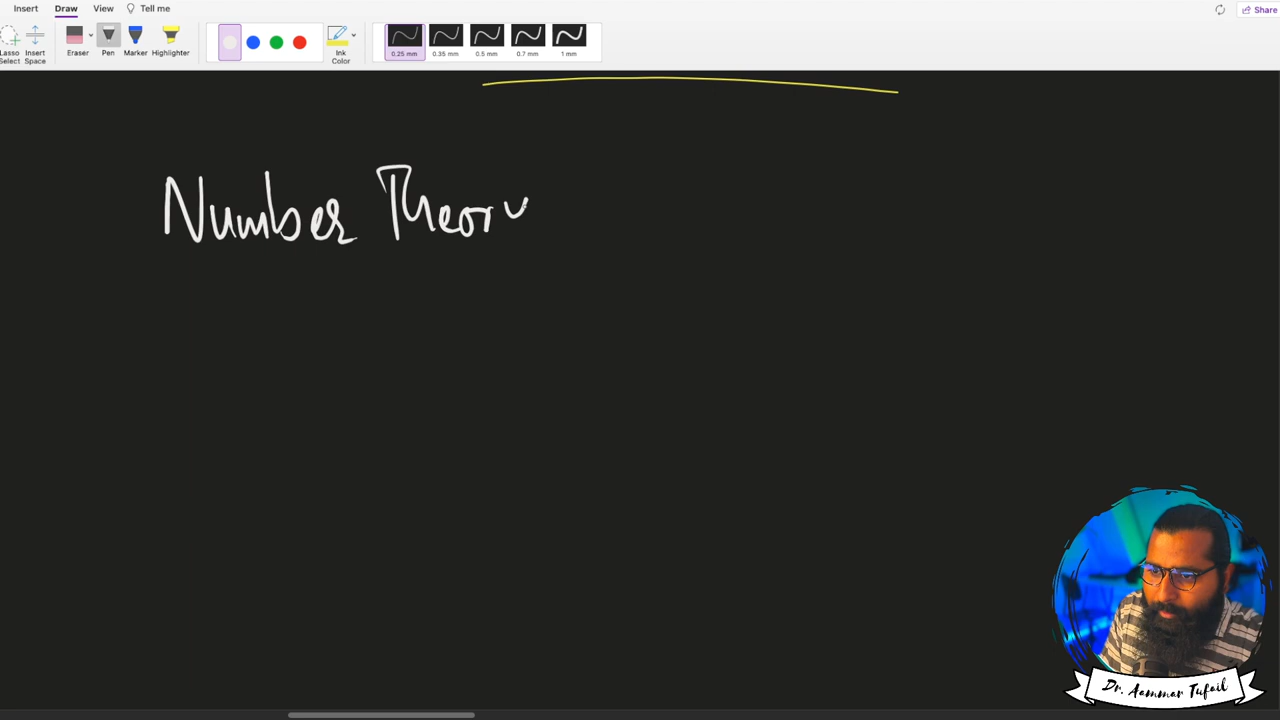 Insert Draw View Tell me Share
Lasso Select
Insert Space
Eraser
Pen
Marker
Highlighter
Ink Color
0.25 mm 0.35 mm 0.5 mm 0.7 mm 1 mm
Number Theory
Dr. Aammar Tufail